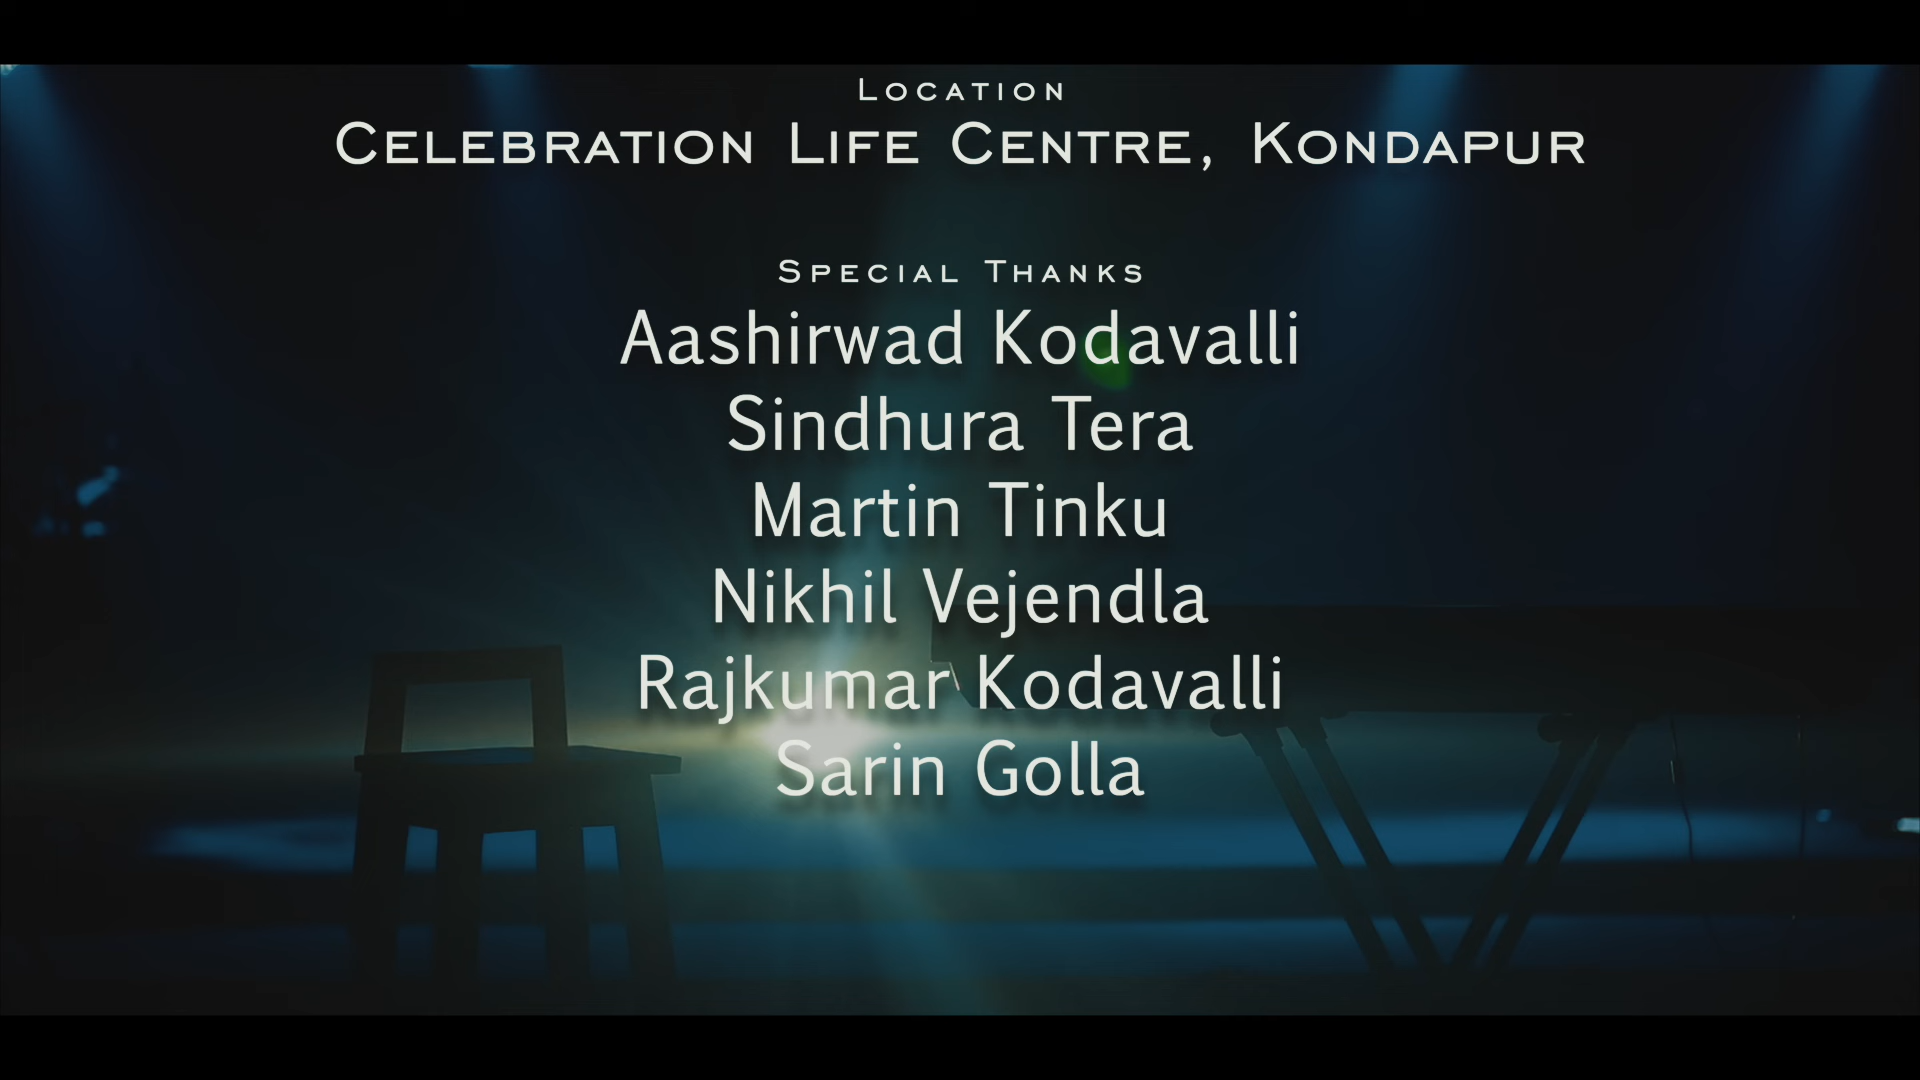 Location
Celebration Life Centre, Kondapur
Special Thanks
Aashirwad Kodavalli
Sindhura Tera
Martin Tinku
Nikhil Vejendla
Rajkumar Kodavalli
Sarin Golla